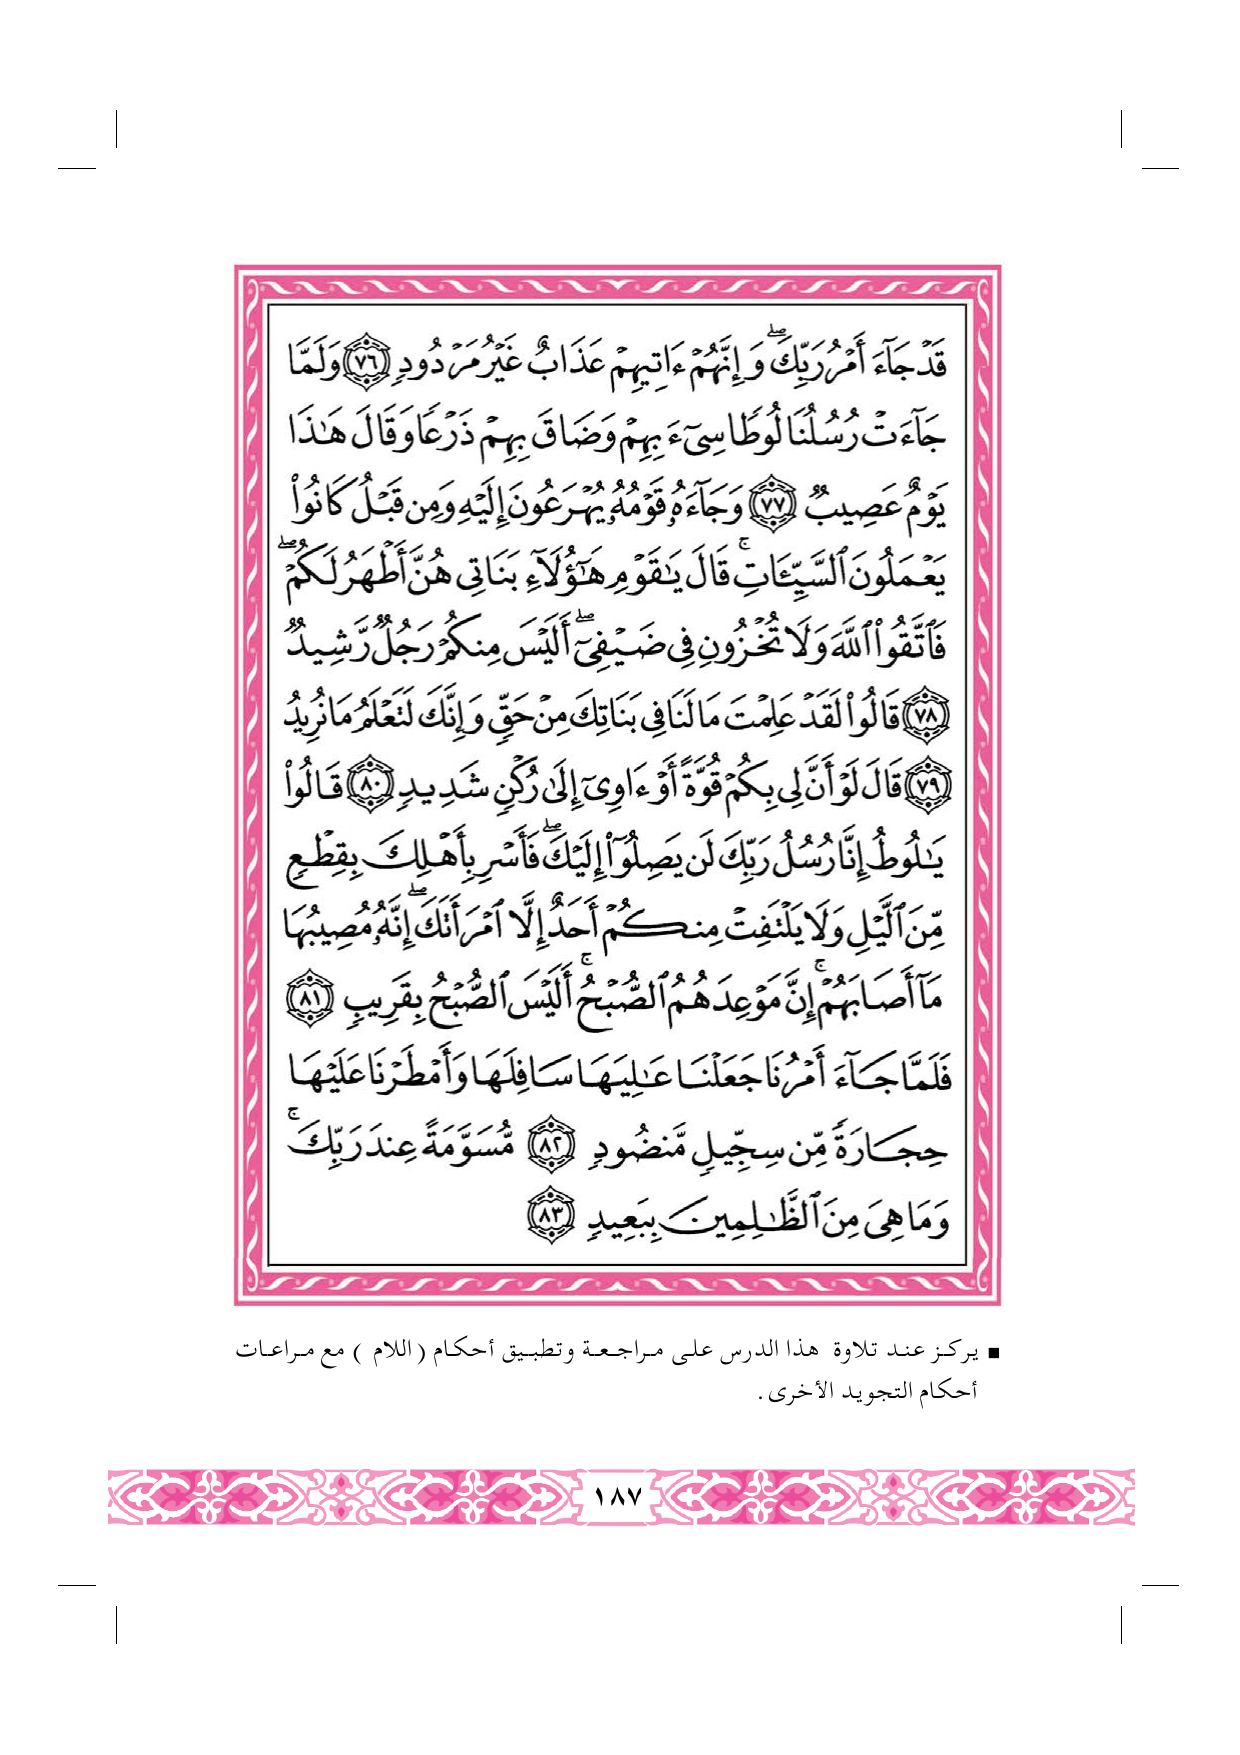 قَدْ جَآءَ أَمْرُ رَبِّكَ ۖ وَإِنَّهُمْ ءَاتِيهِمْ عَذَابٌ غَيْرُ مَرْدُودٍ ٧٦ وَلَمَّا
جَآءَتْ رُسُلُنَا لُوطًا سِىٓءَ بِهِمْ وَضَاقَ بِهِمْ ذَرْعًا وَقَالَ هَـٰذَا
يَوْمٌ عَصِيبٌ ٧٧ وَجَآءَهُۥ قَوْمُهُۥ يُهْرَعُونَ إِلَيْهِ وَمِن قَبْلُ كَانُوا۟
يَعْمَلُونَ ٱلسَّيِّـَٔاتِ ۚ قَالَ يَـٰقَوْمِ هَـٰٓؤُلَآءِ بَنَاتِى هُنَّ أَطْهَرُ لَكُمْ ۖ
فَٱتَّقُوا۟ ٱللَّهَ وَلَا تُخْزُونِ فِى ضَيْفِىٓ ۖ أَلَيْسَ مِنكُمْ رَجُلٌ رَّشِيدٌ
٧٨ قَالُوا۟ لَقَدْ عَلِمْتَ مَا لَنَا فِى بَنَاتِكَ مِنْ حَقٍّ وَإِنَّكَ لَتَعْلَمُ مَا نُرِيدُ
٧٩ قَالَ لَوْ أَنَّ لِى بِكُمْ قُوَّةً أَوْ ءَاوِىٓ إِلَىٰ رُكْنٍ شَدِيدٍ ٨٠ قَالُوا۟
يَـٰلُوطُ إِنَّا رُسُلُ رَبِّكَ لَن يَصِلُوٓا۟ إِلَيْكَ ۖ فَأَسْرِ بِأَهْلِكَ بِقِطْعٍ
مِّنَ ٱلَّيْلِ وَلَا يَلْتَفِتْ مِنكُمْ أَحَدٌ إِلَّا ٱمْرَأَتَكَ ۖ إِنَّهُۥ مُصِيبُهَا
مَآ أَصَابَهُمْ ۚ إِنَّ مَوْعِدَهُمُ ٱلصُّبْحُ ۚ أَلَيْسَ ٱلصُّبْحُ بِقَرِيبٍ ٨١
فَلَمَّا جَآءَ أَمْرُنَا جَعَلْنَا عَـٰلِيَهَا سَافِلَهَا وَأَمْطَرْنَا عَلَيْهَا
حِجَارَةً مِّن سِجِّيلٍ مَّنضُودٍ ٨٢ مُّسَوَّمَةً عِندَ رَبِّكَ ۖ
وَمَا هِىَ مِنَ ٱلظَّـٰلِمِينَ بِبَعِيدٍ ٨٣
■ يركز عند تلاوة هذا الدرس على مراجعة وتطبيق أحكام ( اللام ) مع مراعات
أحكام التجويد الأخرى .
١٨٧